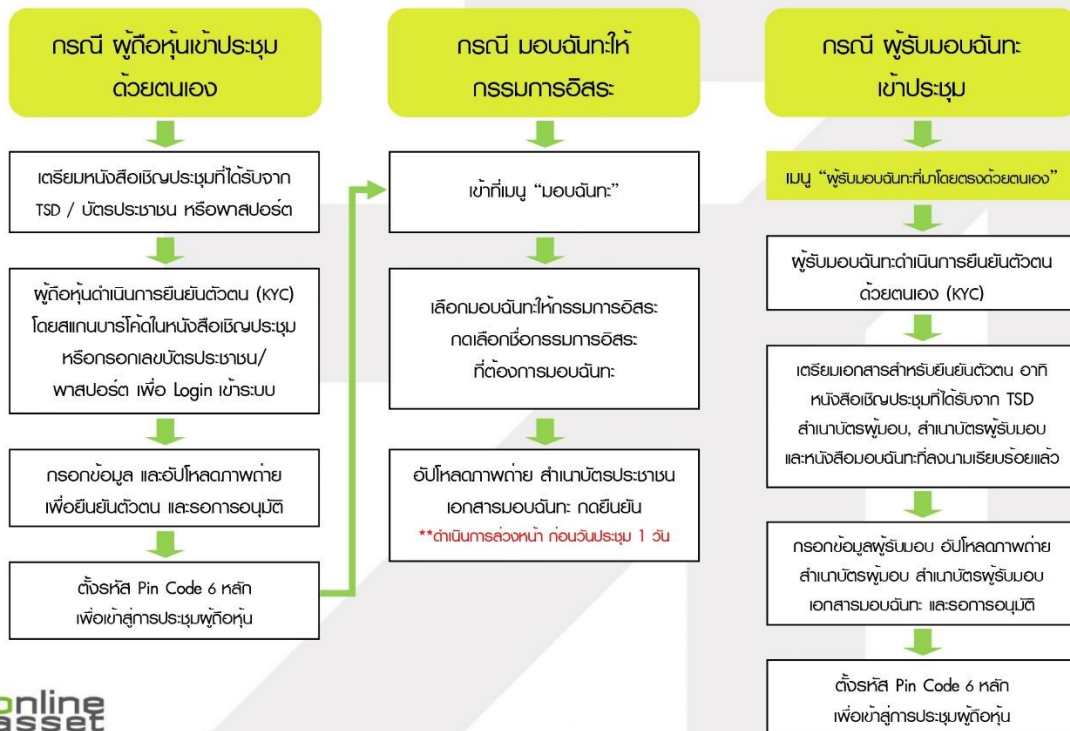 กรณี ผู้ถือหุ้นเข้าประชุม
ด้วยตนเอง
เตรียมหนังสือเชิญประชุมที่ได้รับจาก
TSD / บัตรประชาชน หรือพาสปอร์ต
ผู้ถือหุ้นดำเนินการยืนยันตัวตน (KYC)
โดยสแกนบาร์โค้ดในหนังสือเชิญประชุม
หรือกรอกเลขบัตรประชาชน/
พาสปอร์ต เพื่อ Login เข้าระบบ
กรอกข้อมูล และอัปโหลดภาพถ่าย
เพื่อยืนยันตัวตน และรอการอนุมัติ
ตั้งรหัส Pin Code 6 หลัก
เพื่อเข้าสู่การประชุมผู้ถือหุ้น
กรณี มอบฉันทะให้
กรรมการอิสระ
เข้าที่เมนู “มอบฉันทะ”
เลือกมอบฉันทะให้กรรมการอิสระ
กดเลือกชื่อกรรมการอิสระ
ที่ต้องการมอบฉันทะ
อัปโหลดภาพถ่าย สำเนาบัตรประชาชน
เอกสารมอบฉันทะ กดยืนยัน
**ดำเนินการล่วงหน้า ก่อนวันประชุม 1 วัน
กรณี ผู้รับมอบฉันทะ
เข้าประชุม
เมนู “ผู้รับมอบฉันทะที่มาโดยตรงด้วยตนเอง”
ผู้รับมอบฉันทะดำเนินการยืนยันตัวตน
ด้วยตนเอง (KYC)
เตรียมเอกสารสำหรับยืนยันตัวตน อาทิ
หนังสือเชิญประชุมที่ได้รับจาก TSD
สำเนาบัตรผู้มอบ, สำเนาบัตรผู้รับมอบ
และหนังสือมอบฉันทะที่ลงนามเรียบร้อยแล้ว
กรอกข้อมูลผู้รับมอบ อัปโหลดภาพถ่าย
สำเนาบัตรผู้มอบ สำเนาบัตรผู้รับมอบ
เอกสารมอบฉันทะ และรอการอนุมัติ
ตั้งรหัส Pin Code 6 หลัก
เพื่อเข้าสู่การประชุมผู้ถือหุ้น
online
asset